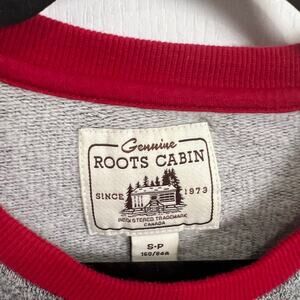 Genuine
ROOTS CABIN
SINCE 1973
REGISTERED TRADEMARK
CANADA
S-P
160/84A